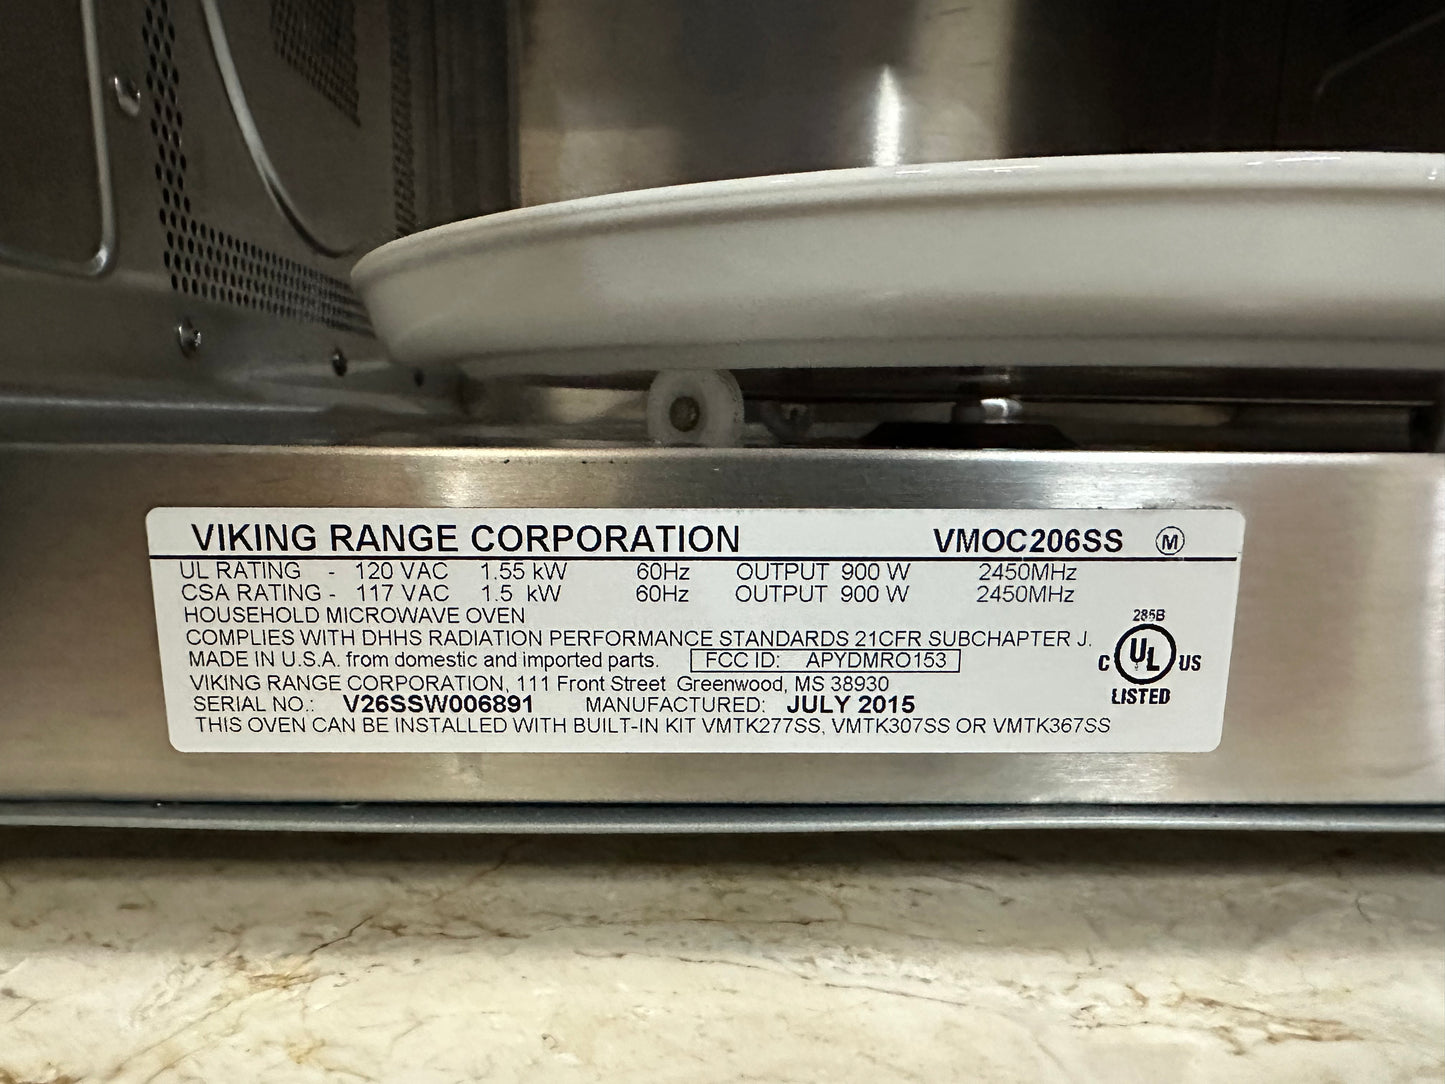 VIKING RANGE CORPORATION VMOC206SS M
UL RATING - 120 VAC 1.55 kW 60Hz OUTPUT 900 W 2450MHz
CSA RATING - 117 VAC 1.5 kW 60Hz OUTPUT 900 W 2450MHz
HOUSEHOLD MICROWAVE OVEN
COMPLIES WITH DHHS RADIATION PERFORMANCE STANDARDS 21CFR SUBCHAPTER J.
MADE IN U.S.A. from domestic and imported parts. FCC ID: APYDMRO153
VIKING RANGE CORPORATION, 111 Front Street Greenwood, MS 38930
SERIAL NO.: V26SSW006891 MANUFACTURED: JULY 2015
THIS OVEN CAN BE INSTALLED WITH BUILT-IN KIT VMTK277SS, VMTK307SS OR VMTK367SS
C UL US
LISTED